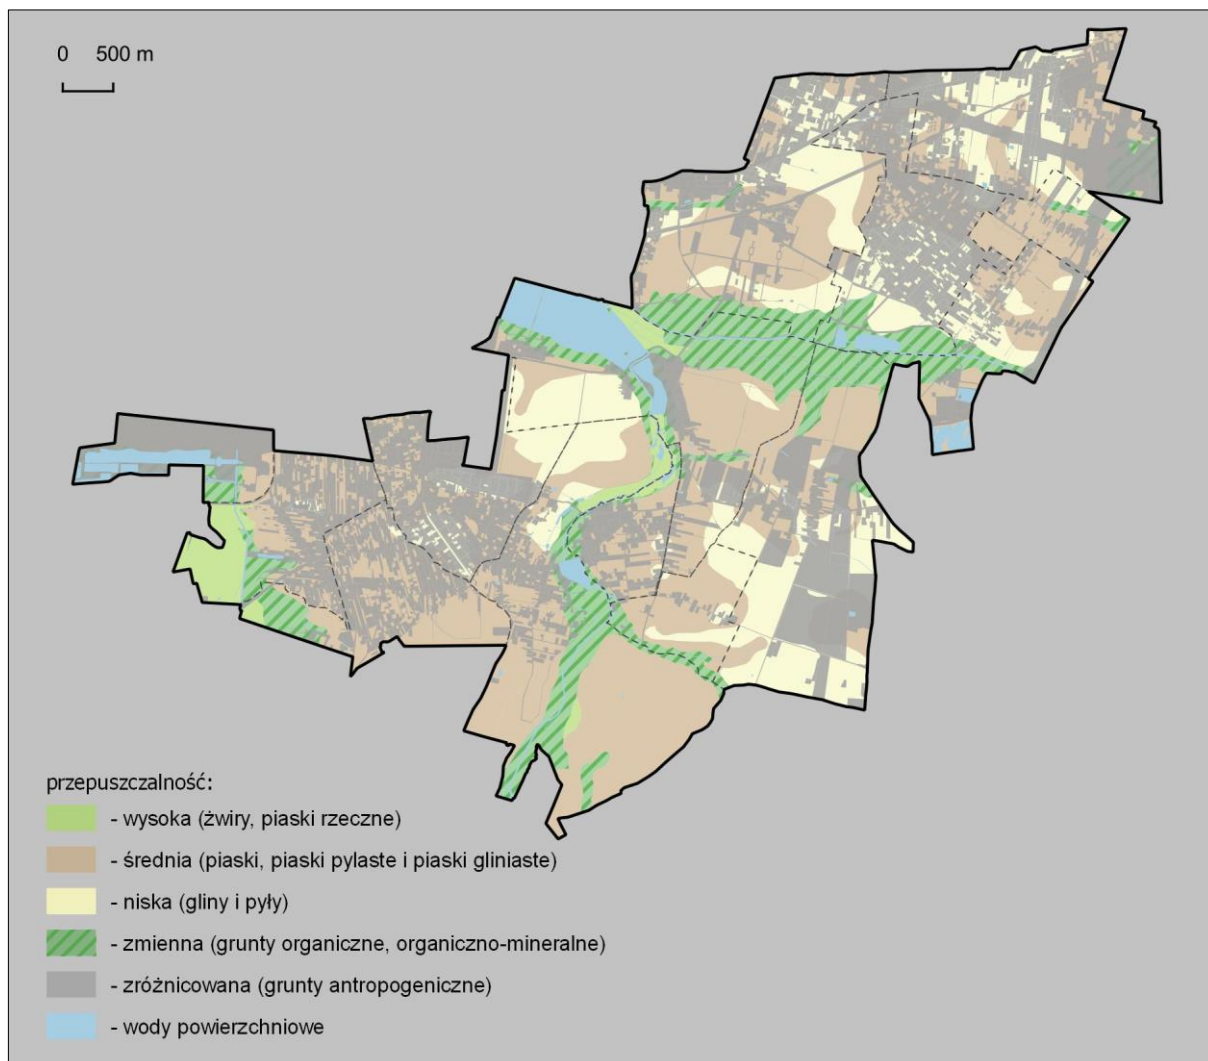 0 500 m
przepuszczalność:
- wysoka (żwiry, piaski rzeczne)
- średnia (piaski, piaski pylaste i piaski gliniaste)
- niska (gliny i pyły)
- zmienna (grunty organiczne, organiczno-mineralne)
- zróżnicowana (grunty antropogeniczne)
- wody powierzchniowe